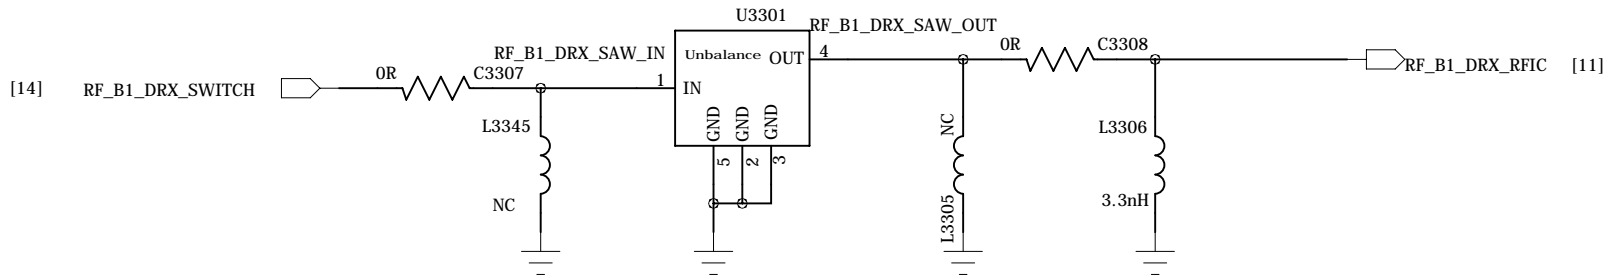 U3301
RF_B1_DRX_SAW_OUT
RF_B1_DRX_SAW_IN
Unbalance
OUT
4
0R
C3308
RF_B1_DRX_RFIC
[11]
[14]
RF_B1_DRX_SWITCH
0R
C3307
1
IN
L3345
NC
GND
GND
GND
5
2
3
NC
L3305
L3306
3.3nH